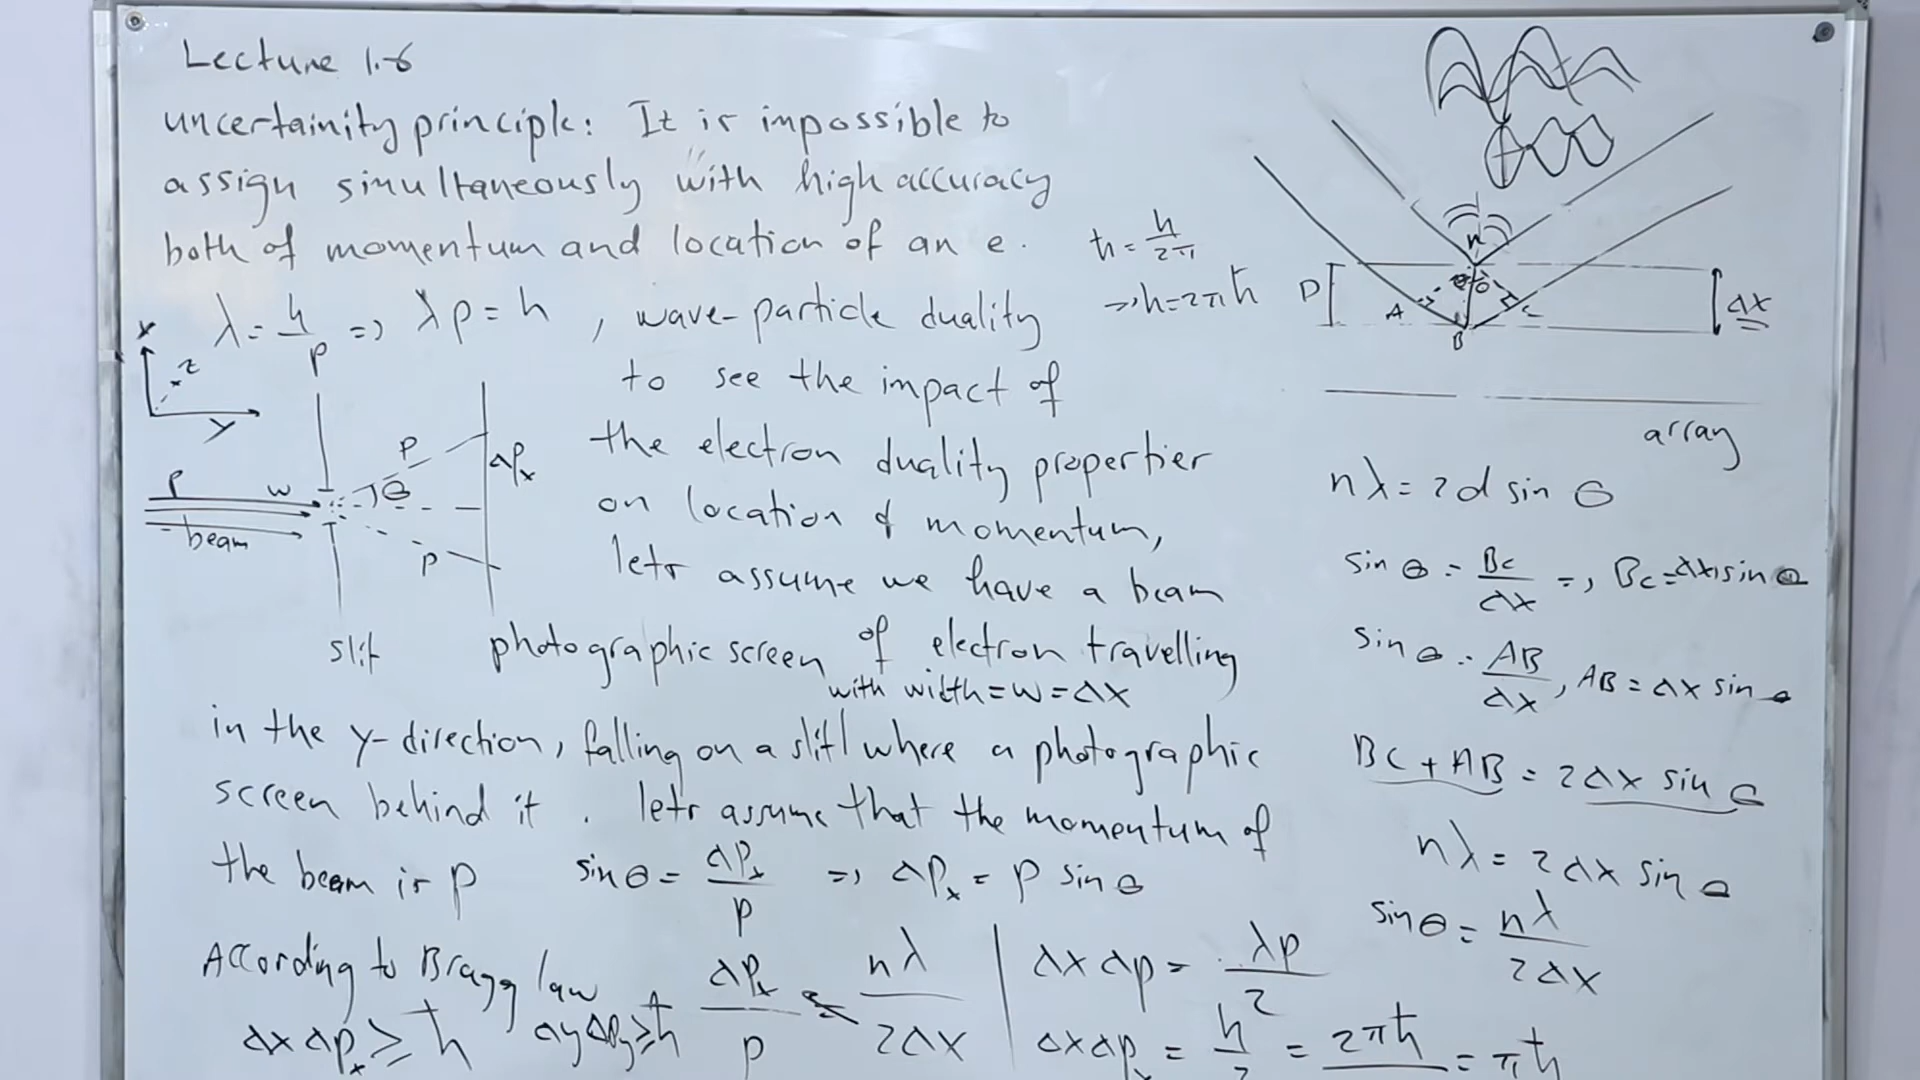 Lecture 1.6
uncertainity principle: It is impossible to
assign simultaneously with high accuracy
both of momentum and location of an e.
λ = h/p => λp = h , wave-particle duality
to see the impact of
the electron duality properties
on location & momentum,
lets assume we have a beam
of electron travelling
with width = w = Δx
in the y-direction, falling on a slit where a photographic
screen behind it . lets assume that the momentum of
the beam is p sinθ = ΔPx/p => ΔPx = p sinθ
According to Bragg law ΔPx/p = nλ/2Δx
Δx Δpx ≥ ħ Δy Δpy ≥ ħ
x
z
y
P
w
beam
P
θ
P
ΔPx
slit
photographic screen
Δx Δp = λp/2
Δx Δpx = h/2 = 2πħ = πħ
ħ = h/2π
=> h = 2πħ
D
A
B
C
θ
Δx
array
nλ = 2d sin θ
sin θ = BC/Δx => BC = Δx sin θ
sin θ = AB/Δx , AB = Δx sin θ
BC + AB = 2Δx sin θ
nλ = 2Δx sin θ
sin θ = nλ/2Δx